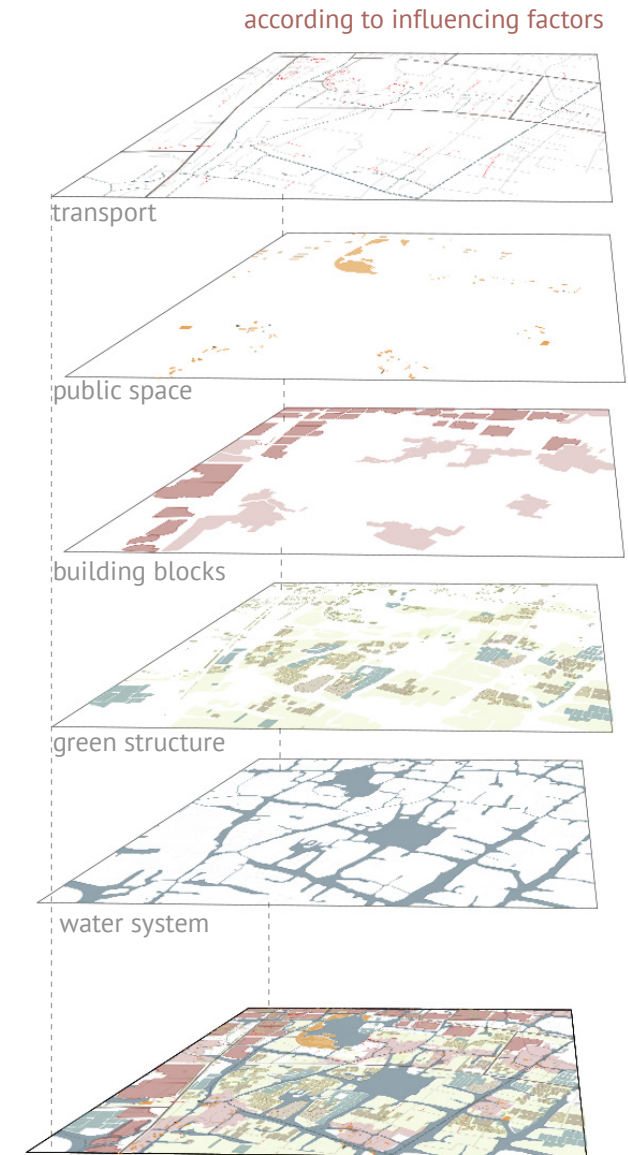 according to influencing factors
transport
public space
building blocks
green structure
water system